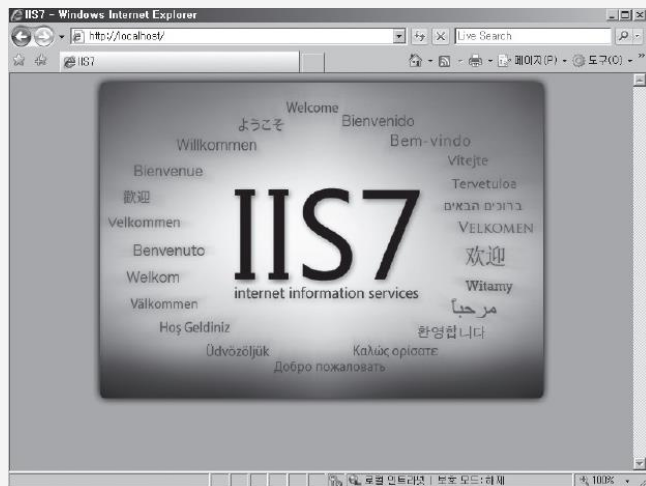 IIS7 - Windows Internet Explorer
http://localhost/
Live Search
IIS7
페이지(P)
도구(O)
Welcome
ようこそ
Bienvenido
Willkommen
Bem-vindo
Vítejte
Bienvenue
Tervetuloa
歡迎
ברוכים הבאים
Velkommen
VELKOMEN
IIS7
Benvenuto
欢迎
Welkom
Witamy
internet information services
Välkommen
مرحباً
Hoş Geldiniz
환영합니다
Üdvözöljük
Καλώς ορίσατε
Добро пожаловать
로컬 인트라넷 | 보호 모드: 해제
100%